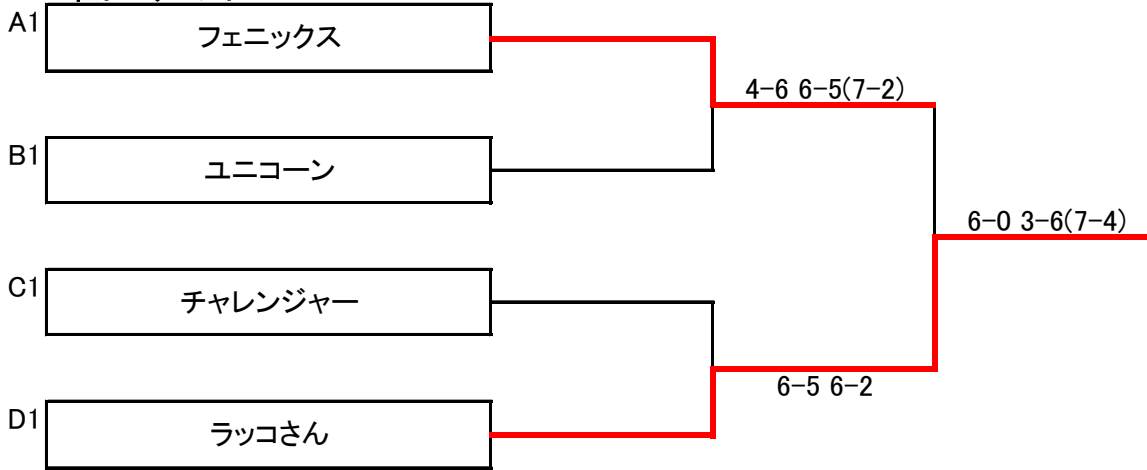 A1
フェニックス
4-6 6-5(7-2)
B1
ユニコーン
6-0 3-6(7-4)
C1
チャレンジャー
6-5 6-2
D1
ラッコさん